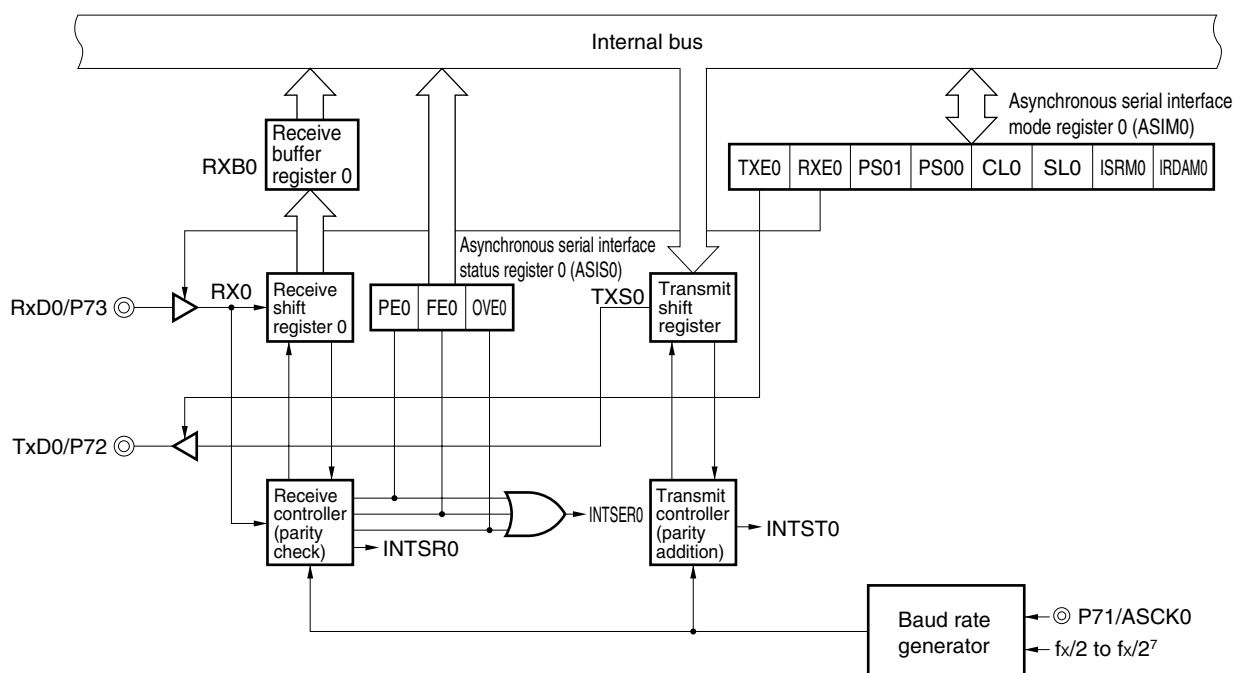 Internal bus
Asynchronous serial interface
mode register 0 (ASIM0)
Receive
buffer
register 0
RXB0
TXE0 RXE0 PS01 PS00 CL0 SL0 ISRM0 IRDAM0
Asynchronous serial interface
status register 0 (ASIS0)
RxD0/P73
RX0
Receive
shift
register 0
PE0 FE0 OVE0
TXS0
Transmit
shift
register
TxD0/P72
Receive
controller
(parity
check)
INTSER0
INTSR0
Transmit
controller
(parity
addition)
INTST0
Baud rate
generator
P71/ASCK0
fx/2 to fx/2⁷